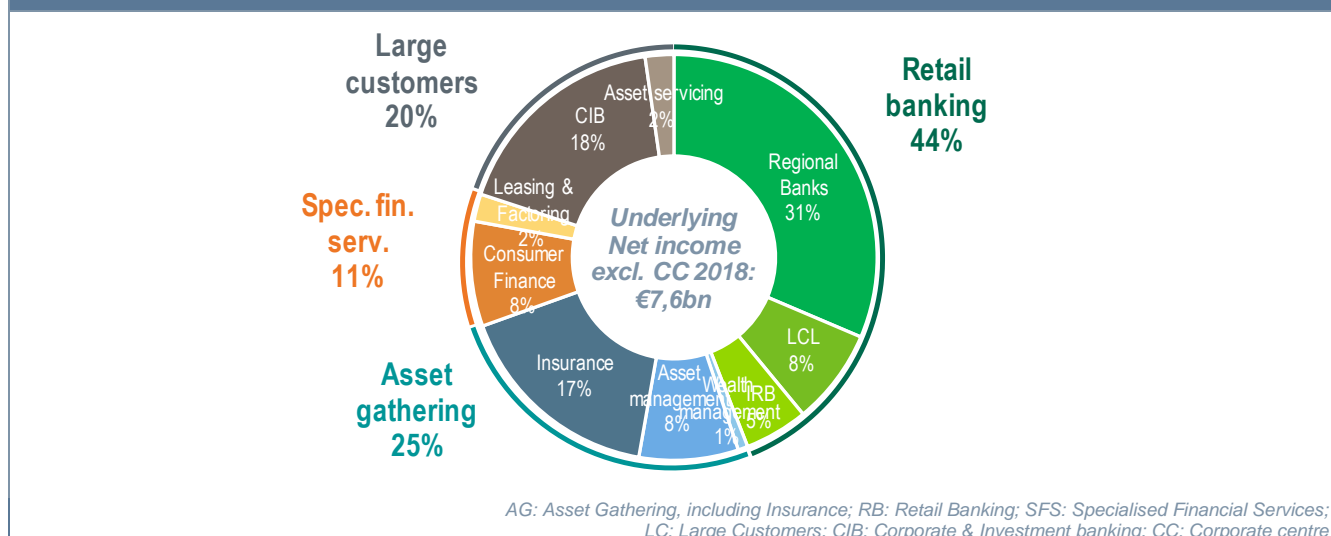 Large
customers
20%
Retail
banking
44%
Spec. fin.
serv.
11%
Asset
gathering
25%
Asset servicing
2%
CIB
18%
Regional
Banks
31%
Leasing &
Factoring
2%
Consumer
Finance
8%
LCL
8%
Insurance
17%
Asset
management
8%
Wealth
management
1%
IRB
5%
Underlying
Net income
excl. CC 2018:
€7,6bn
AG: Asset Gathering, including Insurance; RB: Retail Banking; SFS: Specialised Financial Services;
LC: Large Customers; CIB: Corporate & Investment banking; CC: Corporate centre